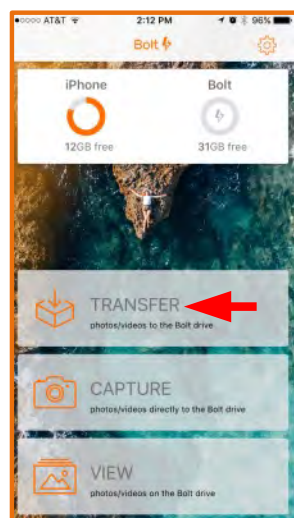 AT&T 2:12 PM 96%
Bolt
iPhone Bolt
12GB free 31GB free
TRANSFER
photos/videos to the Bolt drive
CAPTURE
photos/videos directly to the Bolt drive
VIEW
photos/videos on the Bolt drive